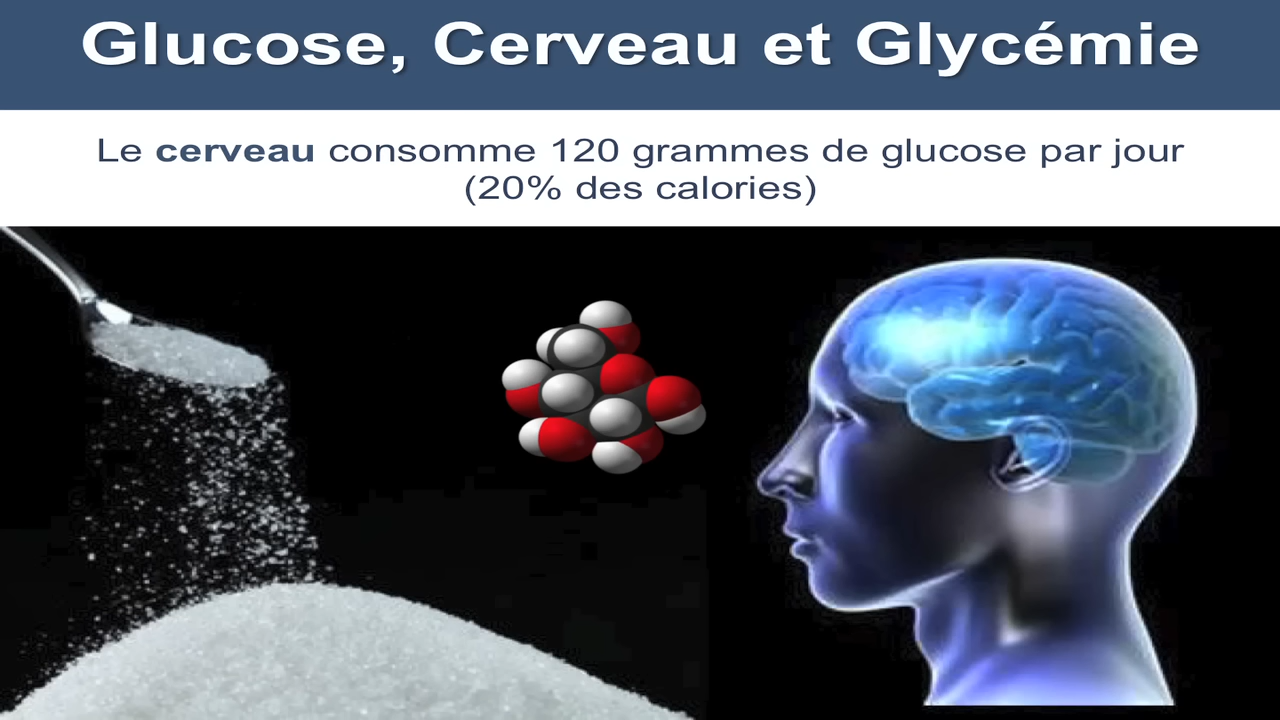 Glucose, Cerveau et Glycémie
Le cerveau consomme 120 grammes de glucose par jour
(20% des calories)